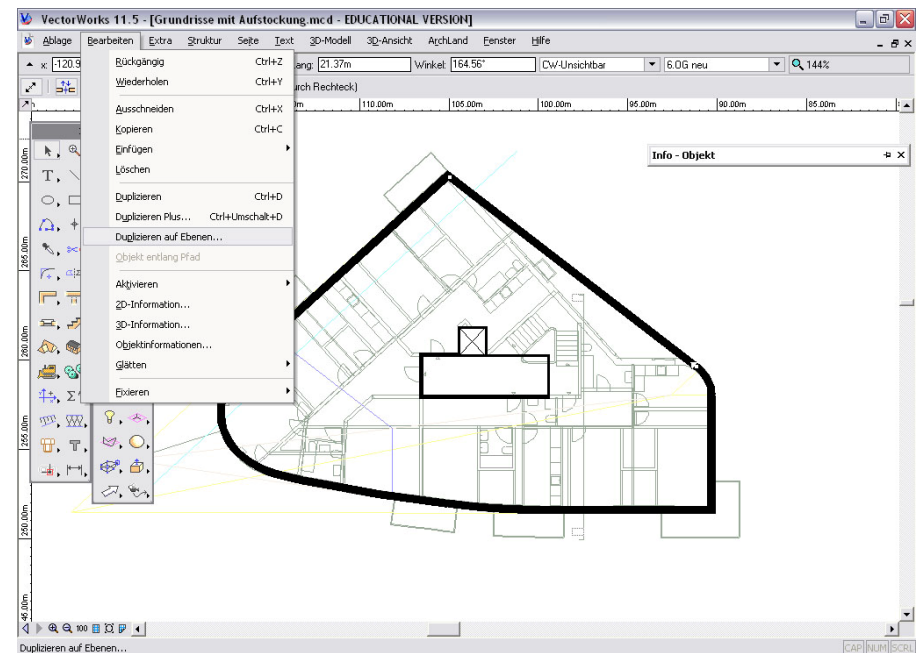 VectorWorks 11.5 - [Grundrisse mit Aufstockung.mcd - EDUCATIONAL VERSION]
Ablage Bearbeiten Extra Struktur Seite Text 3D-Modell 3D-Ansicht ArchLand Fenster Hilfe
x: -120.9 ang: 21.37m Winkel: 164.56° CW-Unsichtbar 6.OG neu 144%
urch Rechteck)
110.00m 105.00m 100.00m 95.00m 90.00m 85.00m
Rückgängig Ctrl+Z
Wiederholen Ctrl+Y
Ausschneiden Ctrl+X
Kopieren Ctrl+C
Einfügen
Löschen
Duplizieren Ctrl+D
Duplizieren Plus... Ctrl+Umschalt+D
Duplizieren auf Ebenen...
Objekt entlang Pfad
Aktivieren
2D-Information...
3D-Information...
Objektinformationen...
Glätten
Fixieren
Info - Objekt
270.00m
265.00m
260.00m
255.00m
250.00m
45.00m
100
Duplizieren auf Ebenen...
CAP NUM SCRL